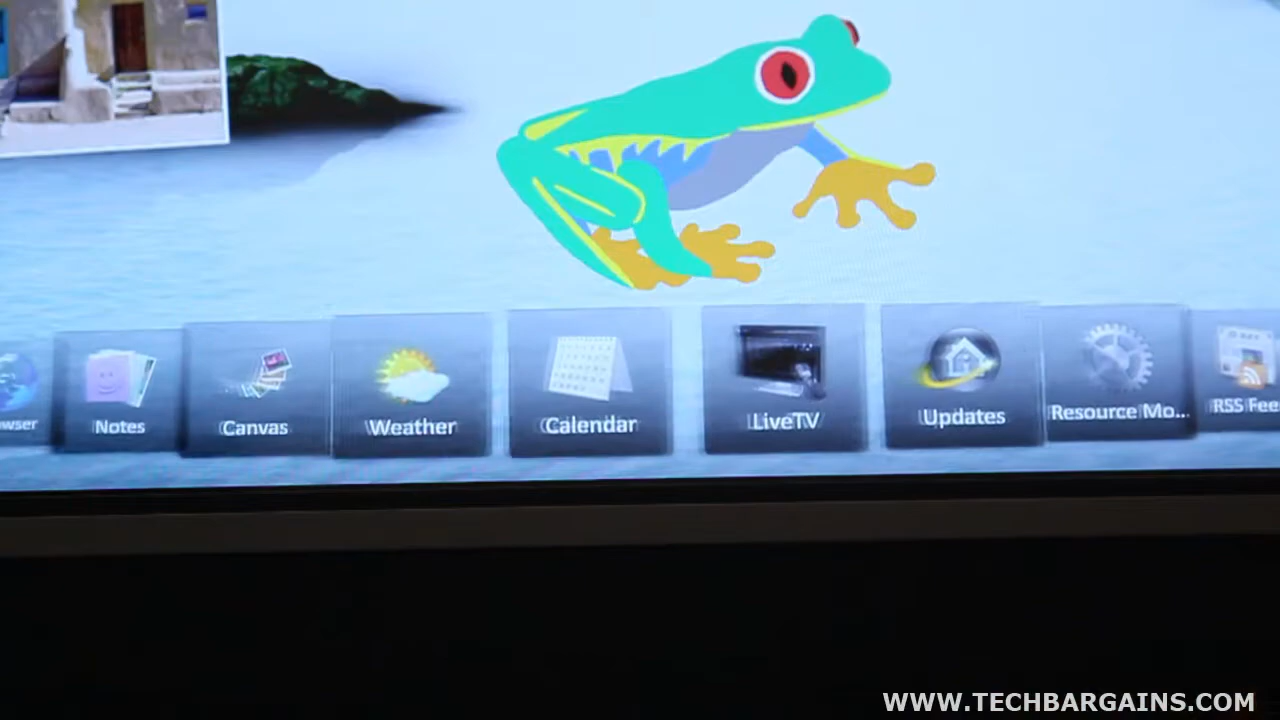 wser
Notes
Canvas
Weather
Calendar
LiveTV
Updates
Resource Mo...
RSS Fee
WWW.TECHBARGAINS.COM